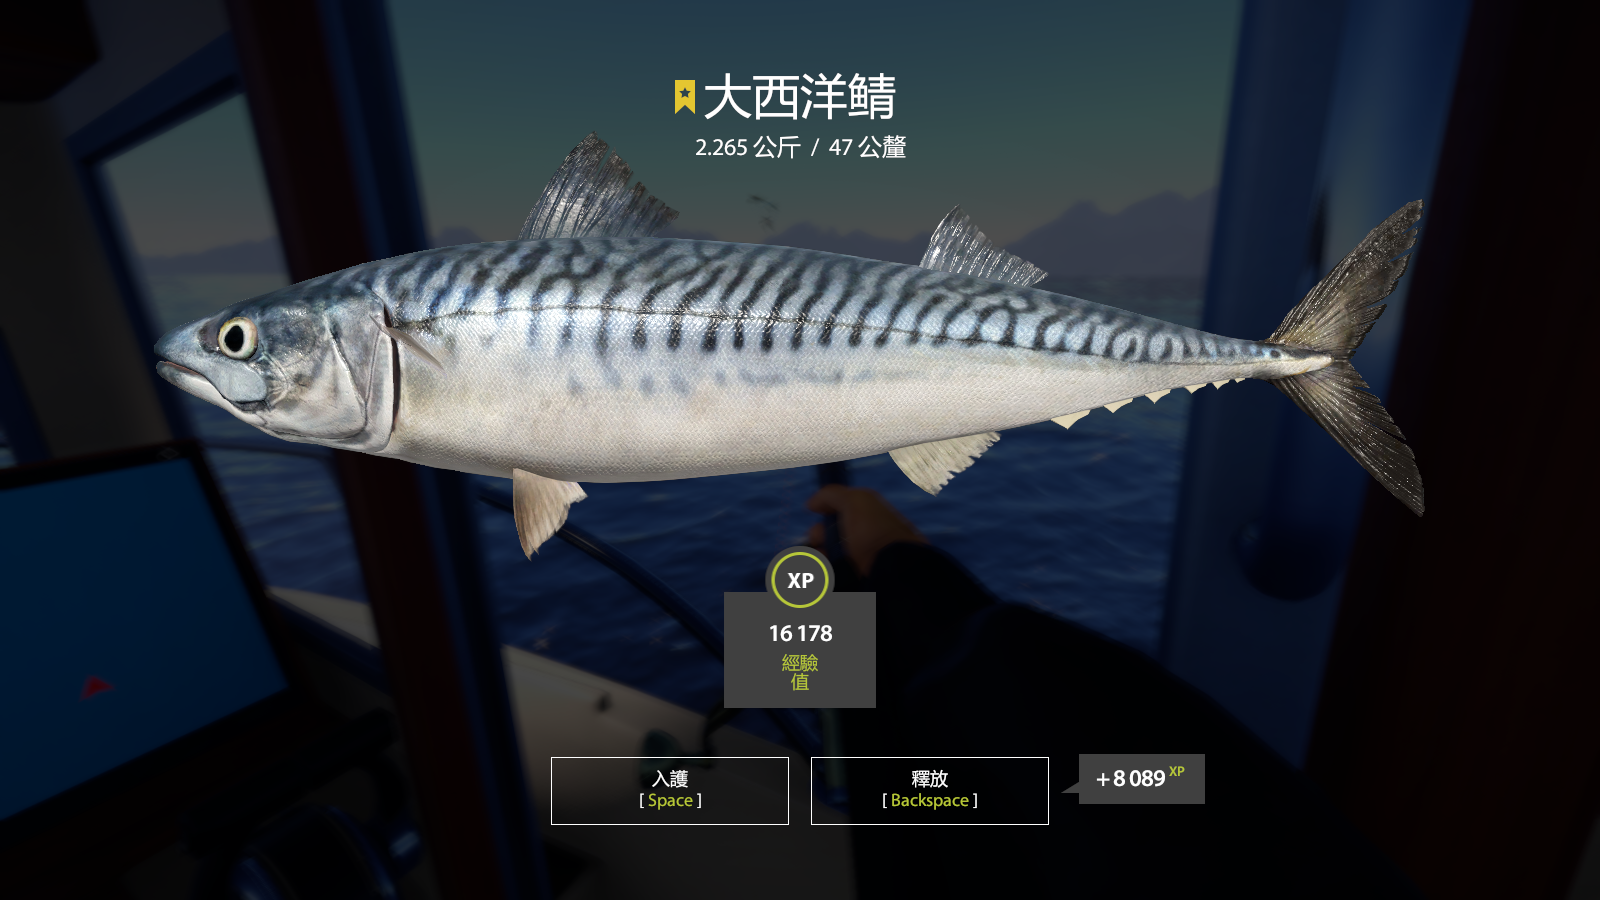 大西洋鯖
2.265 公斤 / 47 公釐
XP
16 178
經驗
值
入護
[ Space ]
釋放
[ Backspace ]
+8 089 XP